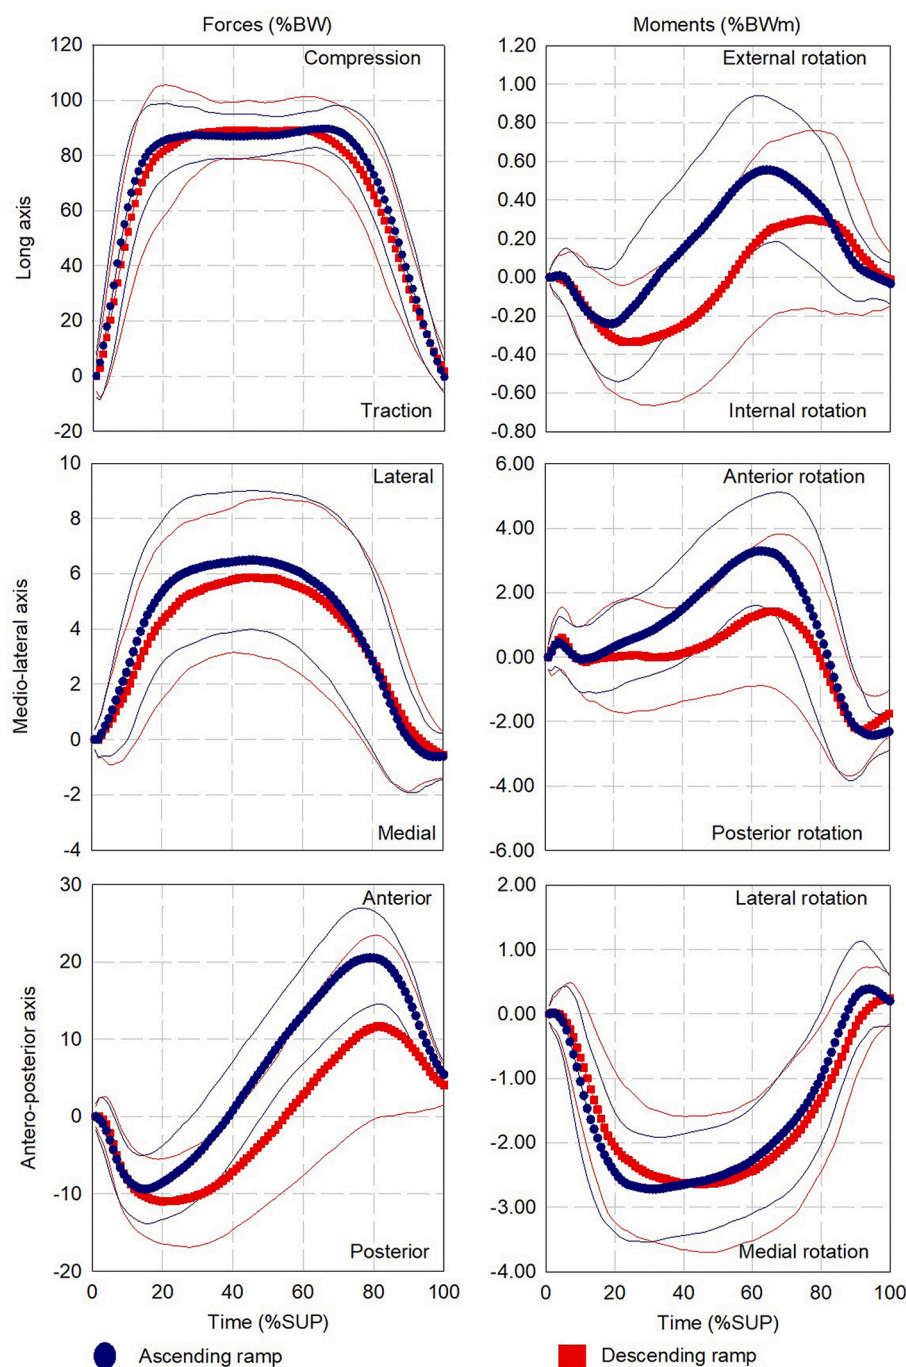 Forces (%BW)
Moments (%BWm)
120
100
80
60
40
20
0
-20
Long axis
Compression
Traction
1.20
1.00
0.80
0.60
0.40
0.20
0.00
-0.20
-0.40
-0.60
-0.80
External rotation
Internal rotation
10
8
6
4
2
0
-2
-4
Medio-lateral axis
Lateral
Medial
6.00
4.00
2.00
0.00
-2.00
-4.00
-6.00
Anterior rotation
Posterior rotation
30
20
10
0
-10
-20
Antero-posterior axis
Anterior
Posterior
0 20 40 60 80 100
Time (%SUP)
2.00
1.00
0.00
-1.00
-2.00
-3.00
-4.00
Lateral rotation
Medial rotation
0 20 40 60 80 100
Time (%SUP)
Ascending ramp
Descending ramp